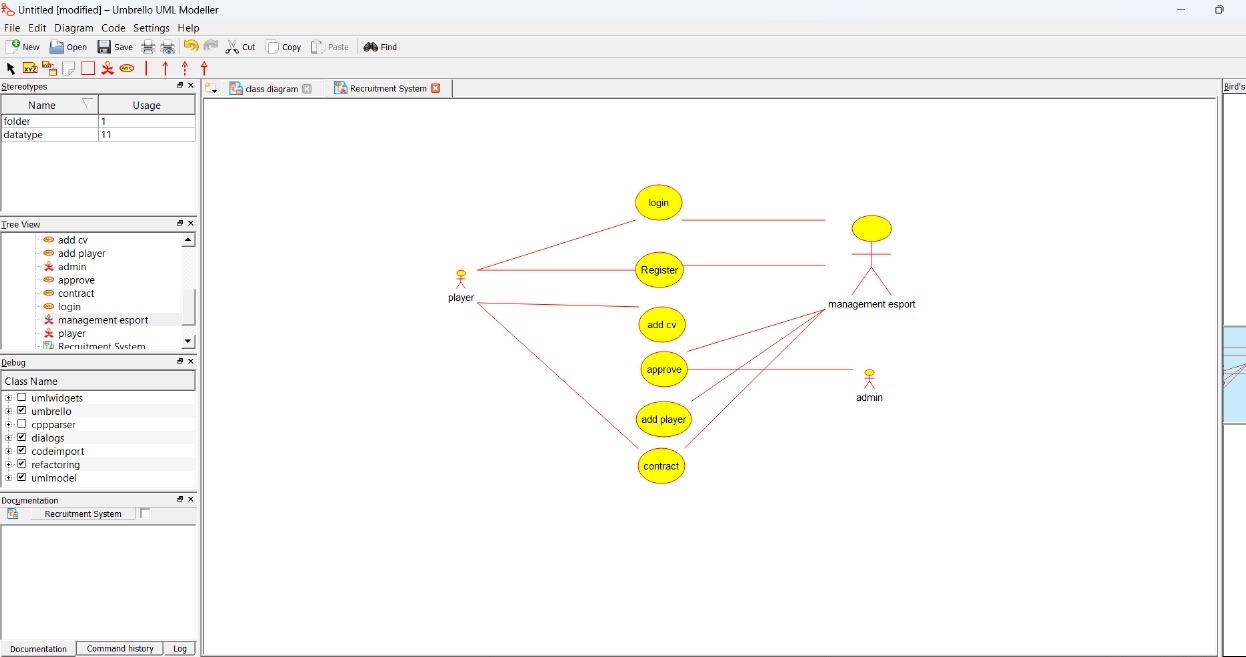 Untitled [modified] – Umbrello UML Modeller
File Edit Diagram Code Settings Help
New Open Save Cut Copy Paste Find
Stereotypes
Name Usage
folder 1
datatype 11
Tree View
add cv
add player
admin
approve
contract
login
management esport
player
Recruitment System
Debug
Class Name
umlwidgets
umbrello
cppparser
dialogs
codeimport
refactoring
umlmodel
Documentation
Recruitment System
Documentation Command history Log
class diagram Recruitment System
login
Register
player
add cv
management esport
approve
admin
add player
contract
Bird's